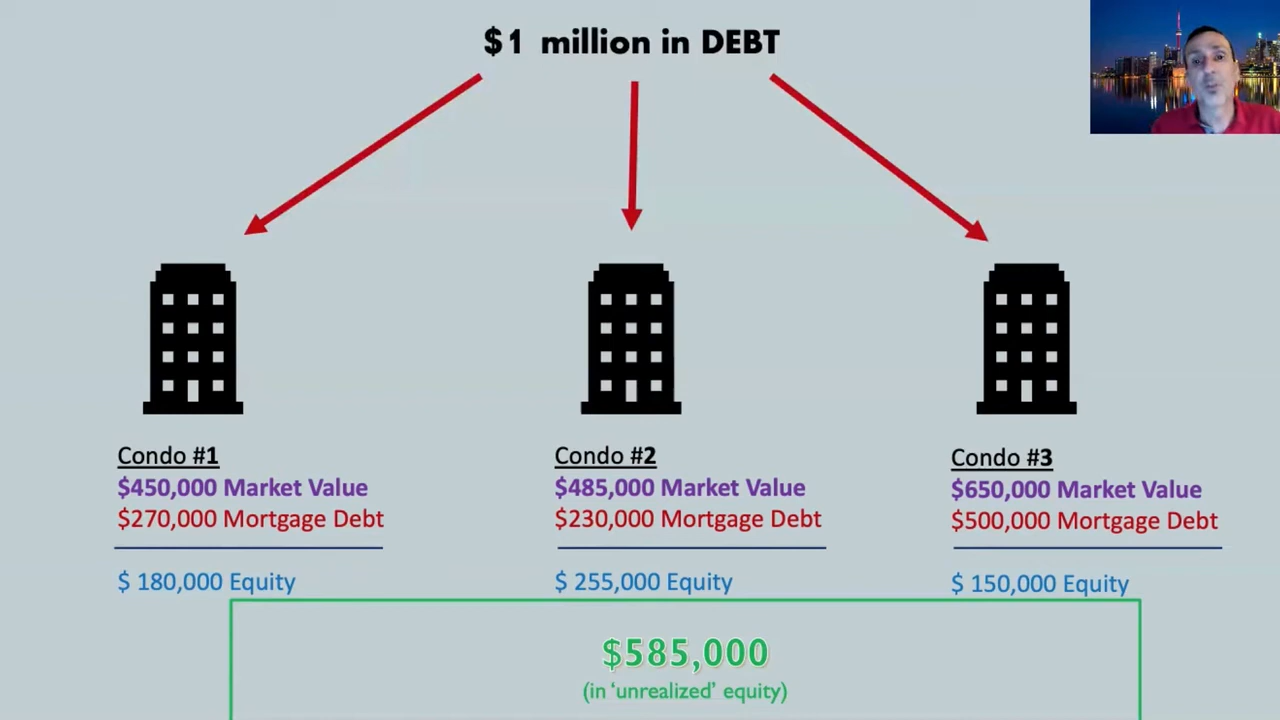 $1 million in DEBT
Condo #1
$450,000 Market Value
$270,000 Mortgage Debt
$ 180,000 Equity
Condo #2
$485,000 Market Value
$230,000 Mortgage Debt
$ 255,000 Equity
Condo #3
$650,000 Market Value
$500,000 Mortgage Debt
$ 150,000 Equity
$585,000
(in ‘unrealized’ equity)